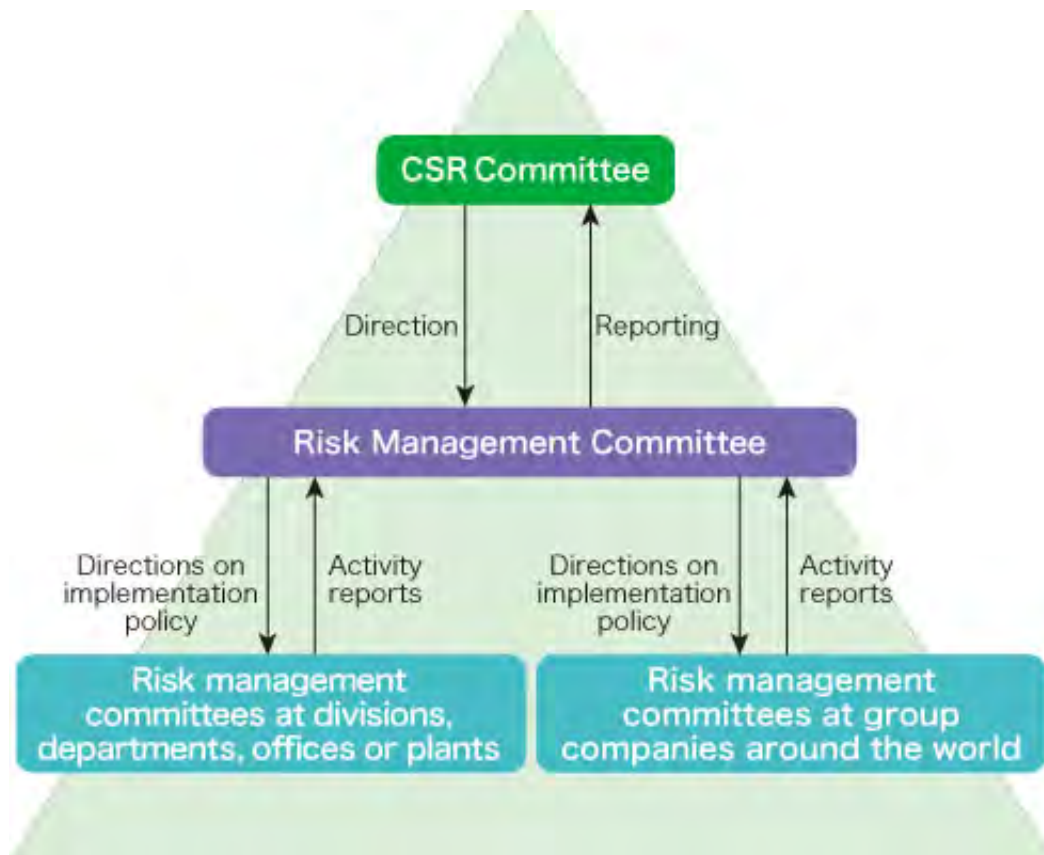 CSR Committee
Direction
Reporting
Risk Management Committee
Directions on
implementation
policy
Activity
reports
Directions on
implementation
policy
Activity
reports
Risk management
committees at divisions,
departments, offices or plants
Risk management
committees at group
companies around the world